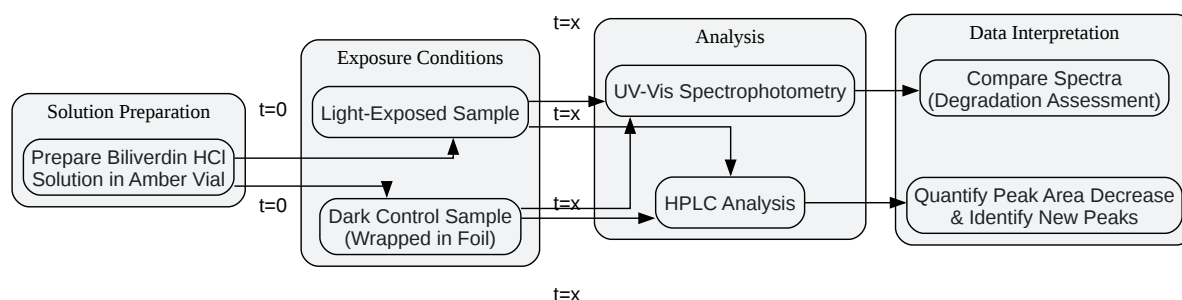 Solution Preparation
Prepare Biliverdin HCl
Solution in Amber Vial
t=0
t=0
Exposure Conditions
Light-Exposed Sample
Dark Control Sample
(Wrapped in Foil)
t=x
t=x
t=x
t=x
Analysis
UV-Vis Spectrophotometry
HPLC Analysis
Data Interpretation
Compare Spectra
(Degradation Assessment)
Quantify Peak Area Decrease
& Identify New Peaks